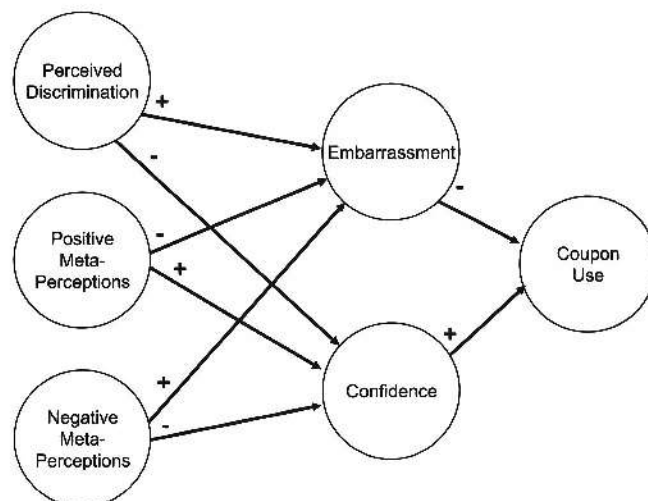 Perceived
Discrimination
+
-
Embarrassment
-
Positive
Meta-
Perceptions
-
+
Coupon
Use
+
Confidence
+
-
Negative
Meta-
Perceptions